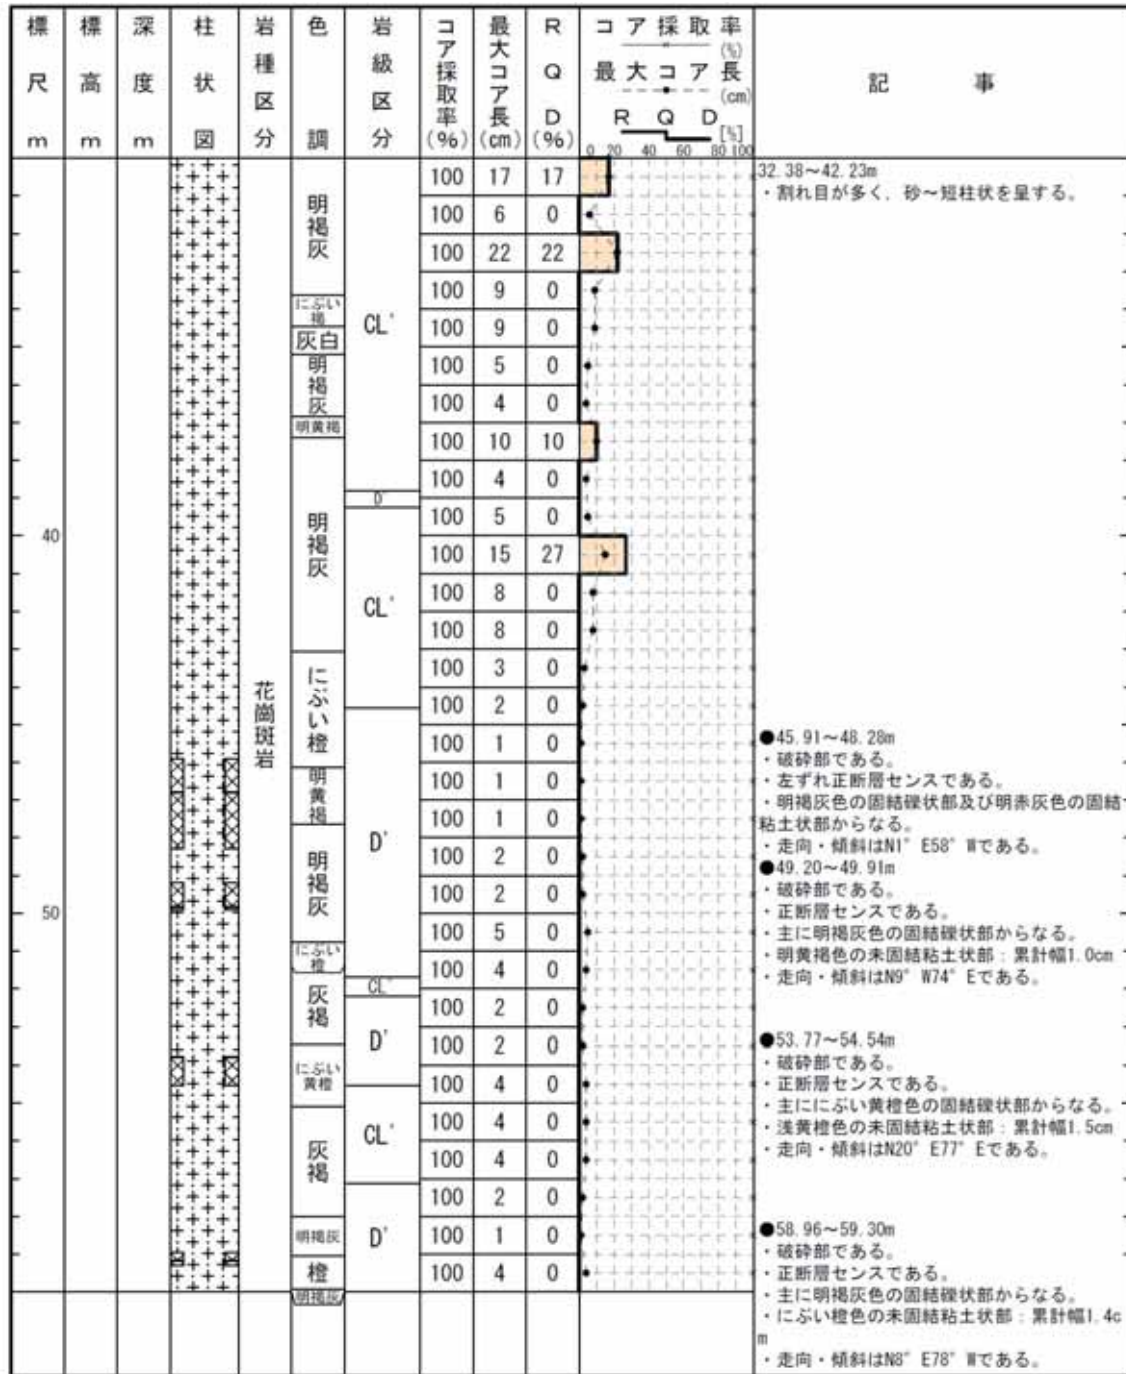 標尺m
標高m
深度m
柱状図
岩種区分
色調
岩級区分
コア採取率(%)
最大コア長(cm)
RQD(%)
コア採取率(%)
最大コア長(cm)
RQD[%]
0 20 40 60 80 100
記事
40
50
花崗斑岩
明褐灰
にぶい褐
灰白
明褐灰
明黄褐
明褐灰
にぶい橙
明黄褐
明褐灰
にぶい橙
灰褐
にぶい黄橙
灰褐
明褐灰
橙
明褐灰
CL'
D'
CL'
D'
CL'
D'
CL'
D'
100 17 17
100 6 0
100 22 22
100 9 0
100 9 0
100 5 0
100 4 0
100 10 10
100 4 0
100 5 0
100 15 27
100 8 0
100 8 0
100 3 0
100 2 0
100 1 0
100 1 0
100 1 0
100 2 0
100 2 0
100 5 0
100 4 0
100 2 0
100 2 0
100 4 0
100 4 0
100 4 0
100 2 0
100 1 0
100 4 0
32.38～42.23m
・割れ目が多く、砂～短柱状を呈する。
●45.91～48.28m
・破砕部である。
・左ずれ正断層センスである。
・明褐灰色の固結礫状部及び明赤灰色の固結
粘土状部からなる。
・走向・傾斜はN1°E58°Wである。
●49.20～49.91m
・破砕部である。
・正断層センスである。
・主に明褐灰色の固結礫状部からなる。
・明黄褐色の未固結粘土状部：累計幅1.0cm
・走向・傾斜はN9°W74°Eである。
●53.77～54.54m
・破砕部である。
・正断層センスである。
・主ににぶい黄橙色の固結礫状部からなる。
・浅黄橙色の未固結粘土状部：累計幅1.5cm
・走向・傾斜はN20°E77°Eである。
●58.96～59.30m
・破砕部である。
・正断層センスである。
・主に明褐灰色の固結礫状部からなる。
・にぶい橙色の未固結粘土状部：累計幅1.4c
m
・走向・傾斜はN8°E78°Wである。